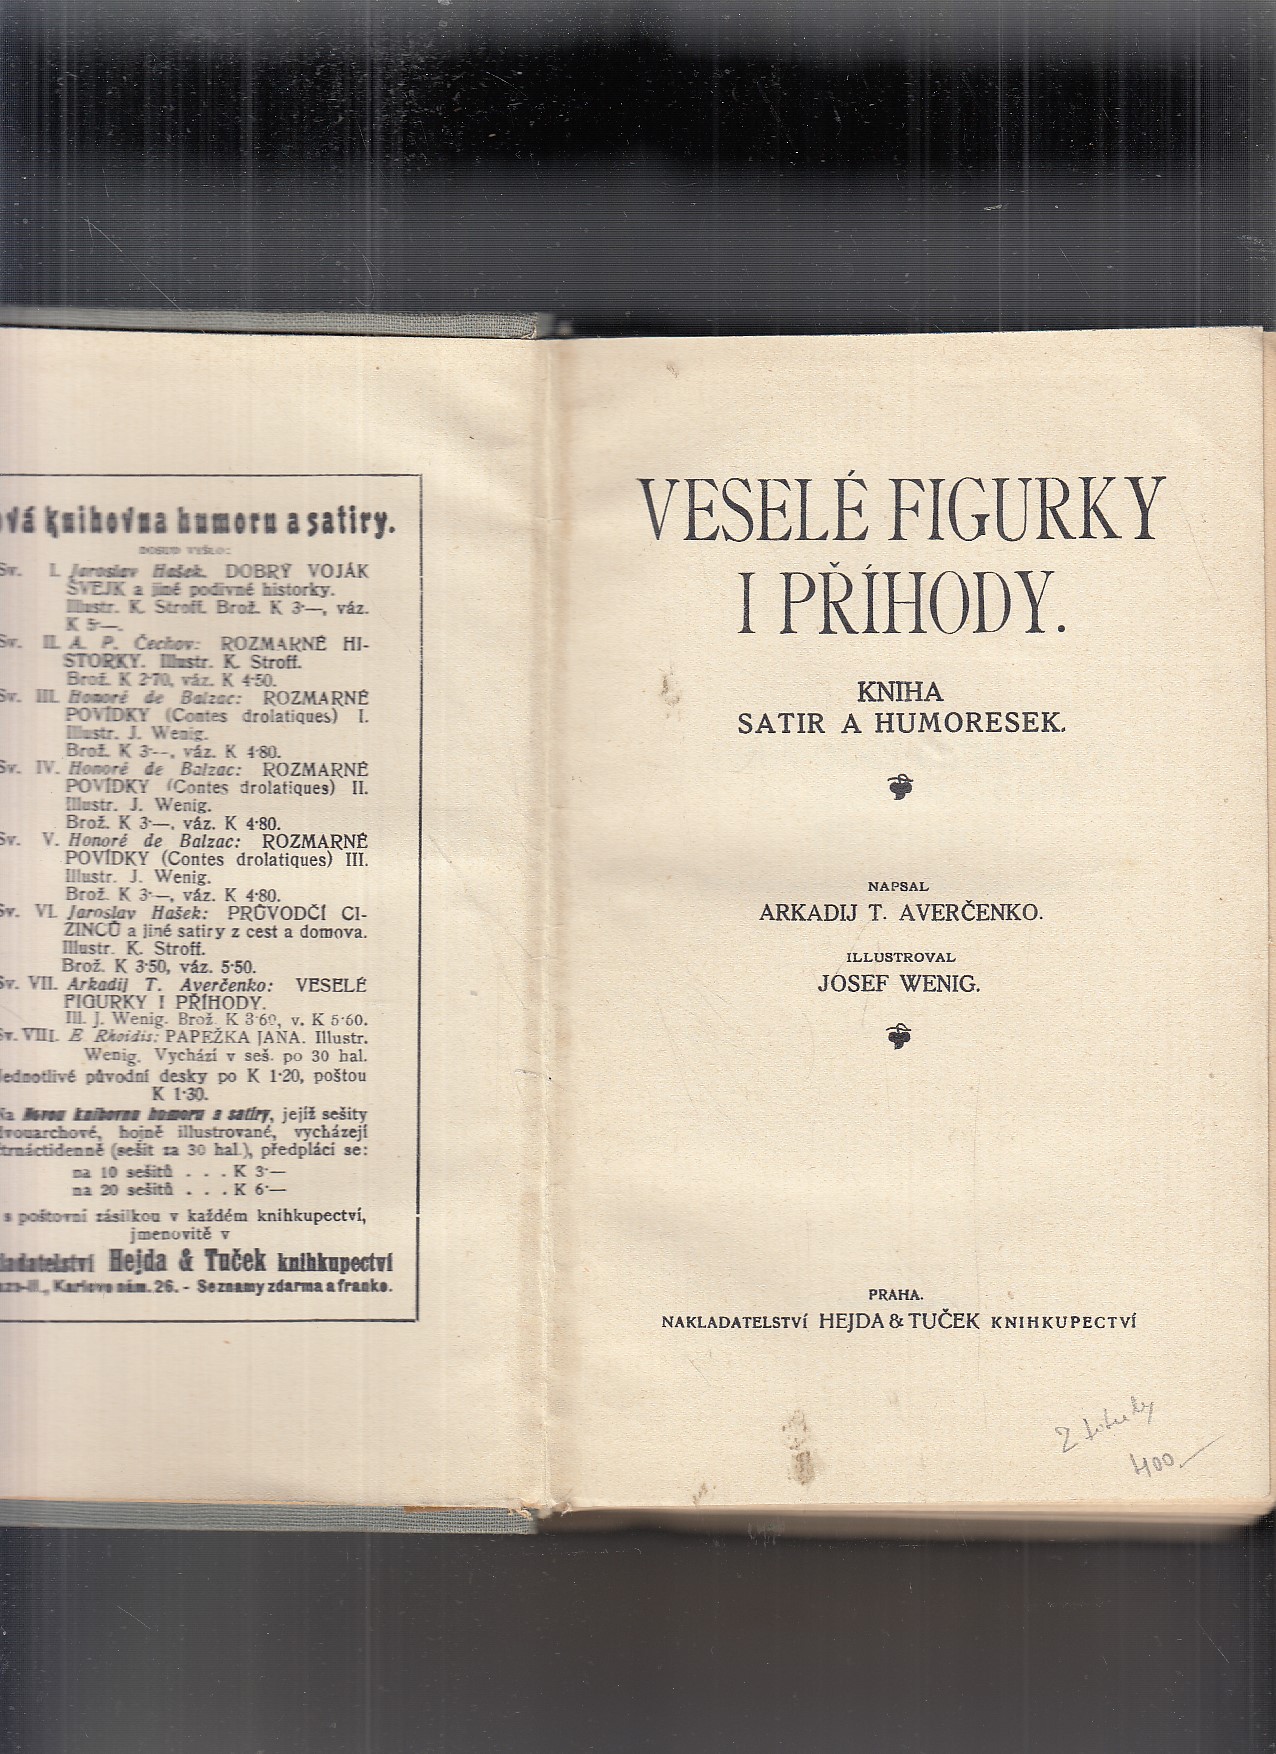 ová knihovna humoru a satiry.
DOSUD VYŠLO:
Sv. I. Jaroslav Hašek. DOBRÝ VOJÁK
ŠVEJK a jiné podivné historky.
Illustr. K. Stroff. Brož. K 3·—, váz.
K 5·—.
Sv. II. A. P. Čechov: ROZMARNÉ HI-
STORKY. Illustr. K. Stroff.
Brož. K 2·70, váz. K 4·50.
Sv. III. Honoré de Balzac: ROZMARNÉ
POVÍDKY (Contes drolatiques) I.
Illustr. J. Wenig.
Brož. K 3·—, váz. K 4·80.
Sv. IV. Honoré de Balzac: ROZMARNÉ
POVÍDKY (Contes drolatiques) II.
Illustr. J. Wenig.
Brož. K 3·—, váz. K 4·80.
Sv. V. Honoré de Balzac: ROZMARNÉ
POVÍDKY (Contes drolatiques) III.
Illustr. J. Wenig.
Brož. K 3·—, váz. K 4·80.
Sv. VI. Jaroslav Hašek: PRŮVODČÍ CI-
ZINCŮ a jiné satiry z cest a domova.
Illustr. K. Stroff.
Brož. K 3·50, váz. 5·50.
Sv. VII. Arkadij T. Averčenko: VESELÉ
FIGURKY I PŘÍHODY.
Ill. J. Wenig. Brož. K 3·60, v. K 5·60.
Sv. VIII. E Rhoidis: PAPEŽKA JANA. Illustr.
Wenig. Vychází v seš. po 30 hal.
Jednotlivé původní desky po K 1·20, poštou
K 1·30.
Na Novou knihovnu humoru a satiry, jejíž sešity
dvouarchové, hojně illustrované, vycházejí
čtrnáctidenně (sešit za 30 hal.), předplácí se:
na 10 sešitů . . . K 3·—
na 20 sešitů . . . K 6·—
s poštovní zásilkou v každém knihkupectví,
jmenovitě v
kladatelství Hejda & Tuček knihkupectví
aza-II., Karlovo nám. 26. - Seznamy zdarma a franko.
VESELÉ FIGURKY
I PŘÍHODY.
KNIHA
SATIR A HUMORESEK.
NAPSAL
ARKADIJ T. AVERČENKO.
ILLUSTROVAL
JOSEF WENIG.
PRAHA.
NAKLADATELSTVÍ HEJDA & TUČEK KNIHKUPECTVÍ
2 tituly
400.—